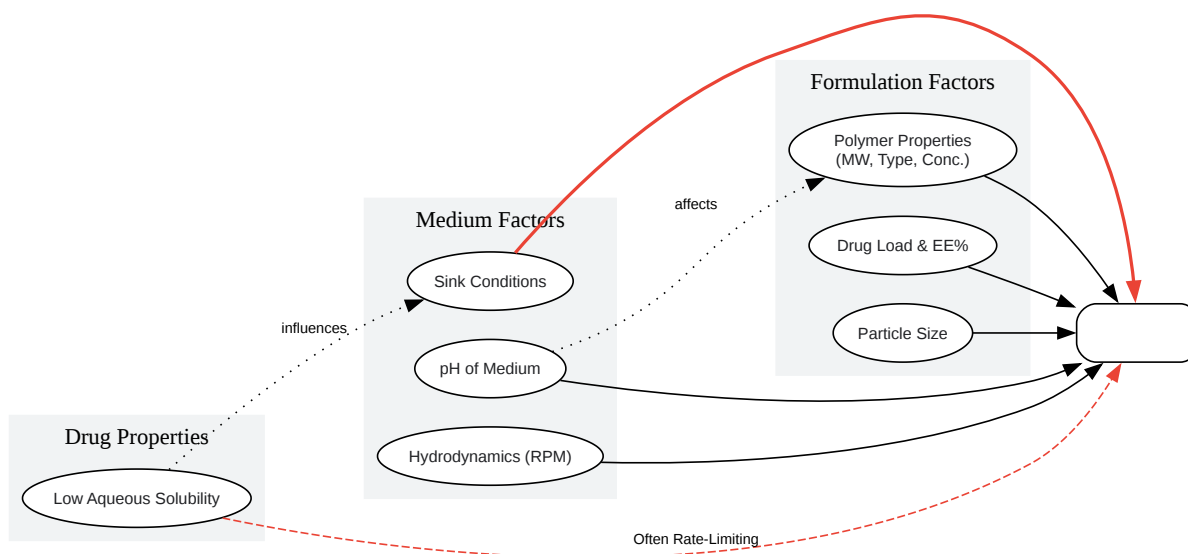 Formulation Factors
Polymer Properties
(MW, Type, Conc.)
affects
Medium Factors
Drug Load & EE%
Sink Conditions
influences
Particle Size
pH of Medium
Drug Properties
Hydrodynamics (RPM)
Low Aqueous Solubility
Often Rate-Limiting